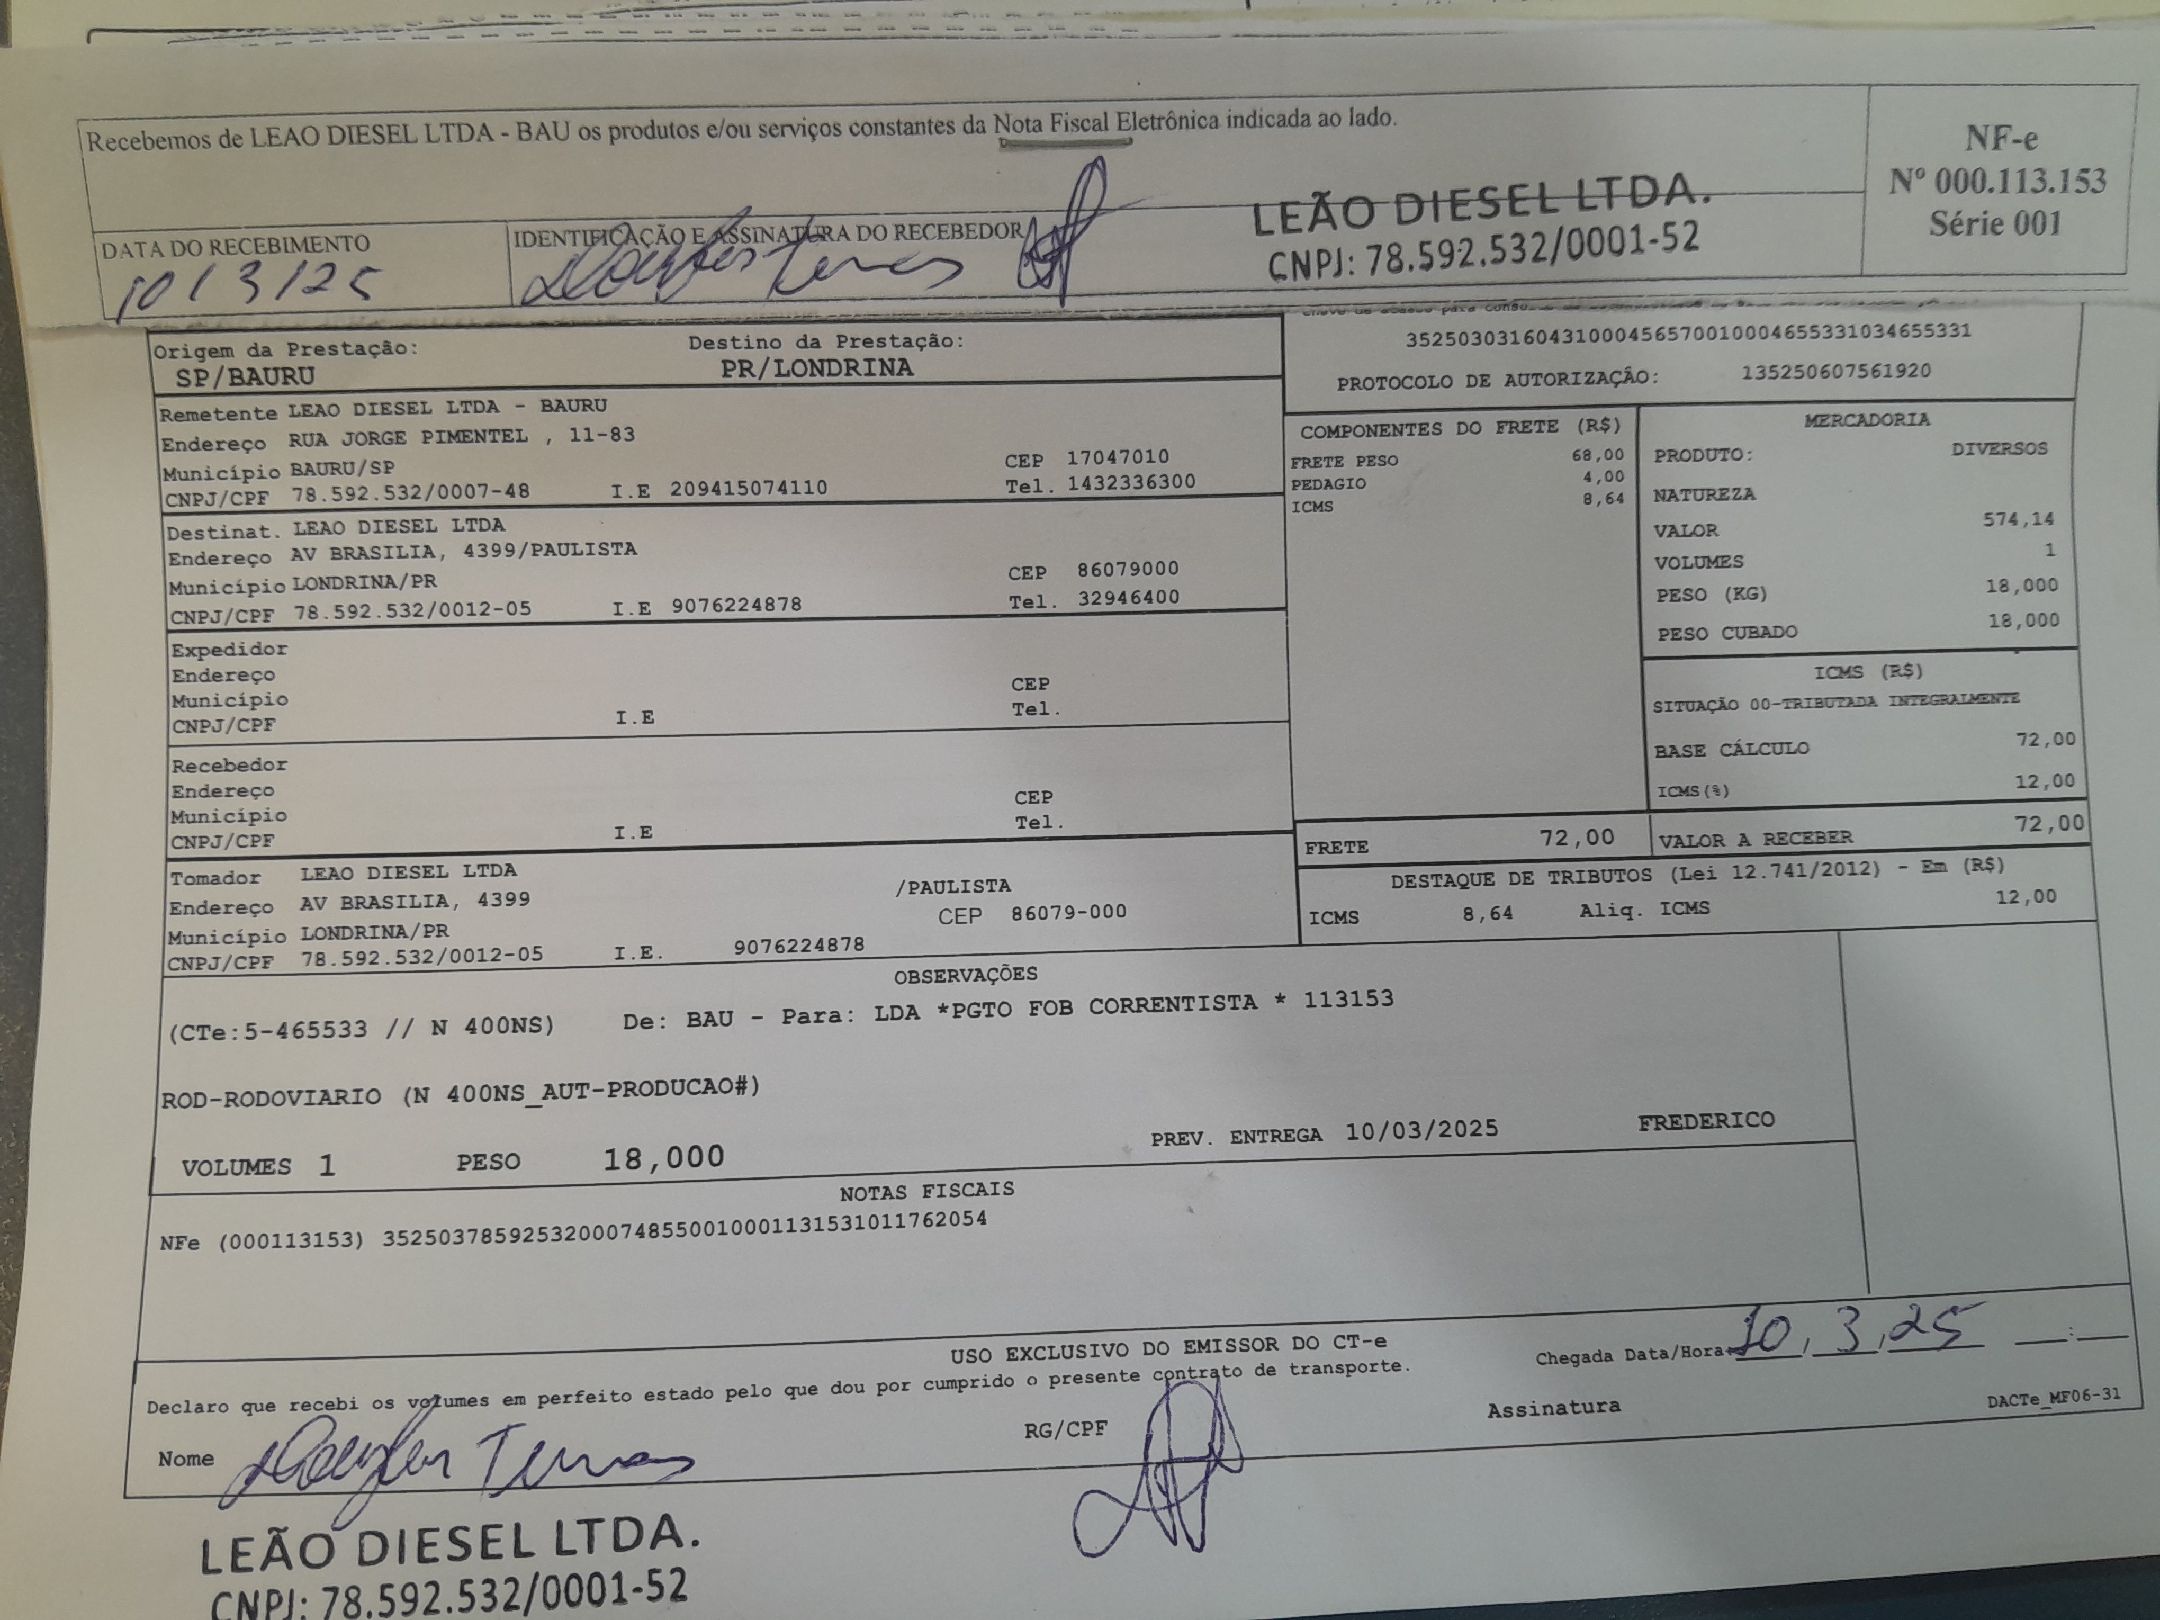 Recebemos de LEAO DIESEL LTDA - BAU os produtos e/ou serviços constantes da Nota Fiscal Eletrônica indicada ao lado.
NF-e
Nº 000.113.153
Série 001
DATA DO RECEBIMENTO
10/3/25
IDENTIFICAÇÃO E ASSINATURA DO RECEBEDOR
LEÃO DIESEL LTDA.
CNPJ: 78.592.532/0001-52
Origem da Prestação:
SP/BAURU
Destino da Prestação:
PR/LONDRINA
35250303160431000456570010004655331034655331
PROTOCOLO DE AUTORIZAÇÃO: 135250607561920
Remetente LEAO DIESEL LTDA - BAURU
Endereço RUA JORGE PIMENTEL , 11-83
Município BAURU/SP CEP 17047010
CNPJ/CPF 78.592.532/0007-48 I.E 209415074110 Tel. 1432336300
Destinat. LEAO DIESEL LTDA
Endereço AV BRASILIA, 4399/PAULISTA
Município LONDRINA/PR CEP 86079000
CNPJ/CPF 78.592.532/0012-05 I.E 9076224878 Tel. 32946400
Expedidor
Endereço
Município CEP
CNPJ/CPF I.E Tel.
Recebedor
Endereço
Município CEP
CNPJ/CPF I.E Tel.
Tomador LEAO DIESEL LTDA
Endereço AV BRASILIA, 4399 /PAULISTA
Município LONDRINA/PR CEP 86079-000
CNPJ/CPF 78.592.532/0012-05 I.E. 9076224878
COMPONENTES DO FRETE (R$)
FRETE PESO 68,00
PEDAGIO 4,00
ICMS 8,64
MERCADORIA
PRODUTO: DIVERSOS
NATUREZA
VALOR 574,14
VOLUMES 1
PESO (KG) 18,000
PESO CUBADO 18,000
ICMS (R$)
SITUAÇÃO 00-TRIBUTADA INTEGRALMENTE
BASE CÁLCULO 72,00
ICMS(%) 12,00
FRETE 72,00 VALOR A RECEBER 72,00
DESTAQUE DE TRIBUTOS (Lei 12.741/2012) - Em (R$)
ICMS 8,64 Aliq. ICMS 12,00
OBSERVAÇÕES
(CTe:5-465533 // N 400NS) De: BAU - Para: LDA *PGTO FOB CORRENTISTA * 113153
ROD-RODOVIARIO (N 400NS_AUT-PRODUCAO#)
VOLUMES 1 PESO 18,000 PREV. ENTREGA 10/03/2025 FREDERICO
NOTAS FISCAIS
NFe (000113153) 35250378592532000748550010001131531011762054
USO EXCLUSIVO DO EMISSOR DO CT-e
Declaro que recebi os volumes em perfeito estado pelo que dou por cumprido o presente contrato de transporte.
Chegada Data/Hora 10, 3, 25 __:__
Nome
RG/CPF
Assinatura
DACTe_MF06-31
LEÃO DIESEL LTDA.
CNPJ: 78.592.532/0001-52